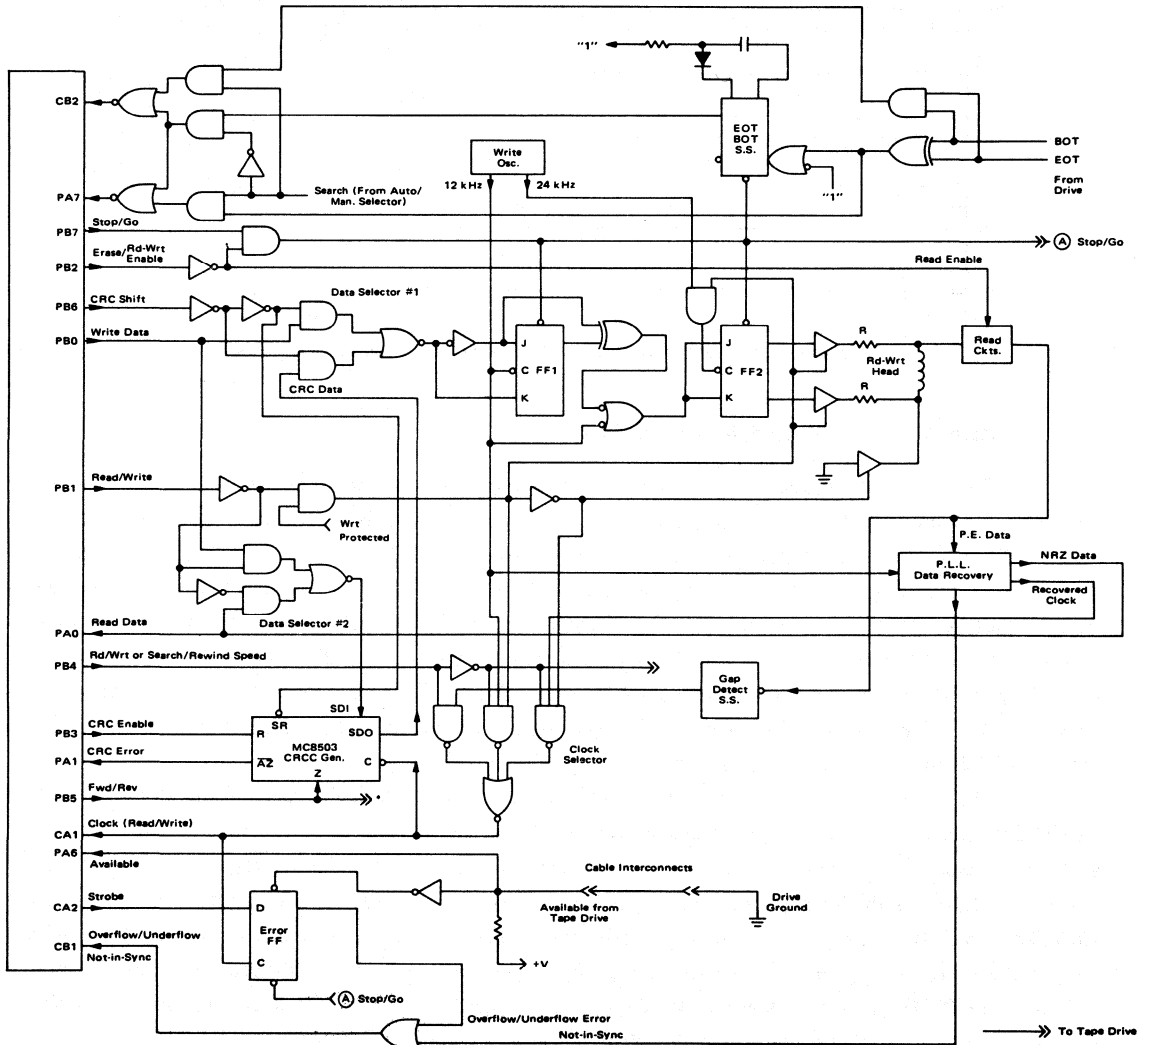 "1"
CB2
EOT
BOT
S.S.
Write
Osc.
BOT
EOT
From
Drive
12 kHz
24 kHz
"1"
Search (From Auto/
Man. Selector)
PA7
Stop/Go
PB7
A Stop/Go
Erase/Rd-Wrt
Enable
PB2
Read Enable
CRC Shift
PB6
Data Selector #1
Write Data
PB0
J
C FF1
K
J
C FF2
K
R
Rd-Wrt
Head
R
Read
Ckts.
CRC Data
Read/Write
PB1
Wrt
Protected
P.E. Data
NRZ Data
P.L.L.
Data Recovery
Recovered
Clock
Data Selector #2
Read Data
PA0
Rd/Wrt or Search/Rewind Speed
PB4
Gap
Detect
S.S.
SDI
SR
CRC Enable
PB3
R
SDO
MC8503
CRCC Gen.
CRC Error
PA1
A2
C
Z
Clock
Selector
Fwd/Rev
PB5
*
Clock (Read/Write)
CA1
PA6
Available
Cable Interconnects
Available from
Tape Drive
Drive
Ground
Strobe
CA2
D
Error
FF
C
Overflow/Underflow
CB1
Not-in-Sync
+V
A Stop/Go
Overflow/Underflow Error
Not-in-Sync
To Tape Drive